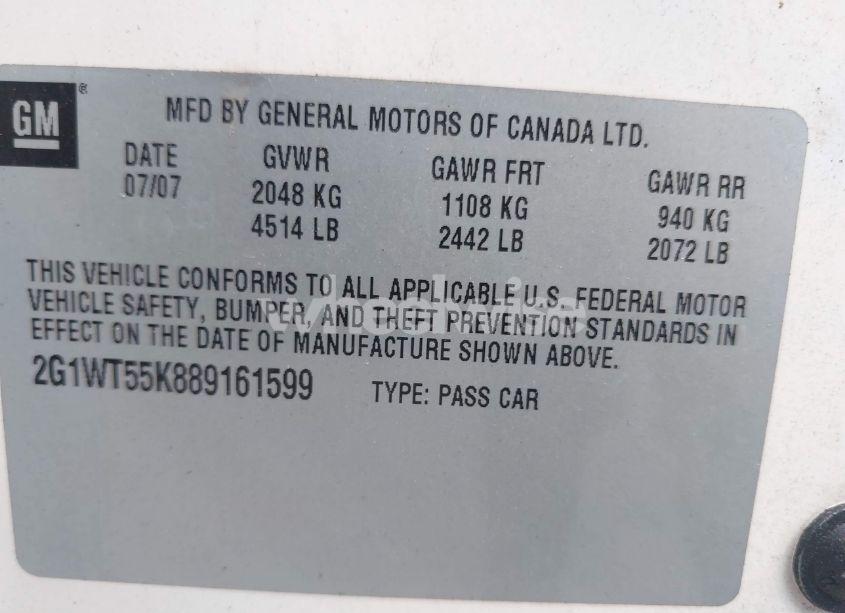 GM®
MFD BY GENERAL MOTORS OF CANADA LTD.
DATE GVWR GAWR FRT GAWR RR
07/07 2048 KG 1108 KG 940 KG
4514 LB 2442 LB 2072 LB
THIS VEHICLE CONFORMS TO ALL APPLICABLE U.S. FEDERAL MOTOR
VEHICLE SAFETY, BUMPER, AND THEFT PREVENTION STANDARDS IN
EFFECT ON THE DATE OF MANUFACTURE SHOWN ABOVE.
2G1WT55K889161599 TYPE: PASS CAR